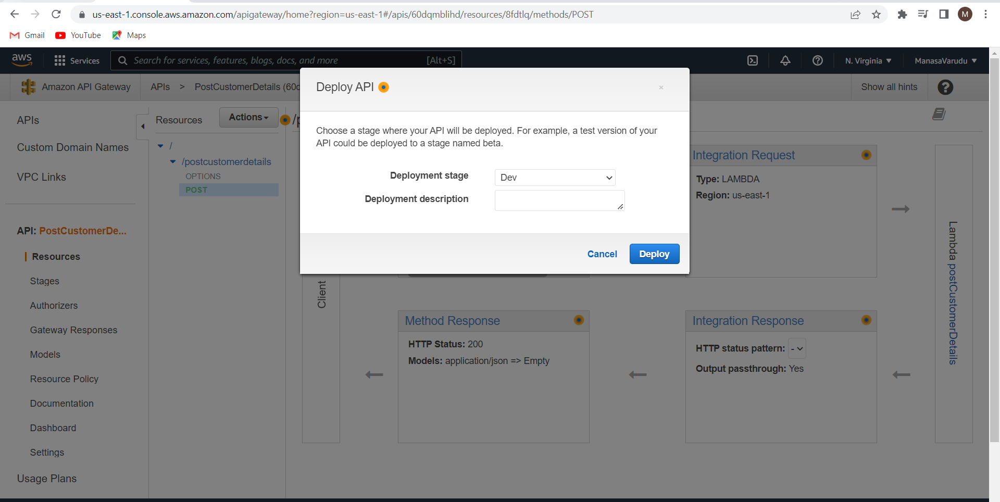 us-east-1.console.aws.amazon.com/apigateway/home?region=us-east-1#/apis/60dqmblihd/resources/8fdtlq/methods/POST
M
Gmail
YouTube
Maps
aws
Services
Search for services, features, blogs, docs, and more
[Alt+S]
N. Virginia
ManasaVarudu
Amazon API Gateway
APIs > PostCustomerDetails (60d
Show all hints
APIs
Custom Domain Names
VPC Links
API: PostCustomerDe...
Resources
Stages
Authorizers
Gateway Responses
Models
Resource Policy
Documentation
Dashboard
Settings
Usage Plans
Resources
Actions
/
/postcustomerdetails
OPTIONS
POST
Deploy API
×
Choose a stage where your API will be deployed. For example, a test version of your
API could be deployed to a stage named beta.
Deployment stage
Dev
Deployment description
Cancel
Deploy
Client
Integration Request
Type: LAMBDA
Region: us-east-1
Method Response
HTTP Status: 200
Models: application/json => Empty
Integration Response
HTTP status pattern: -
Output passthrough: Yes
Lambda postCustomerDetails